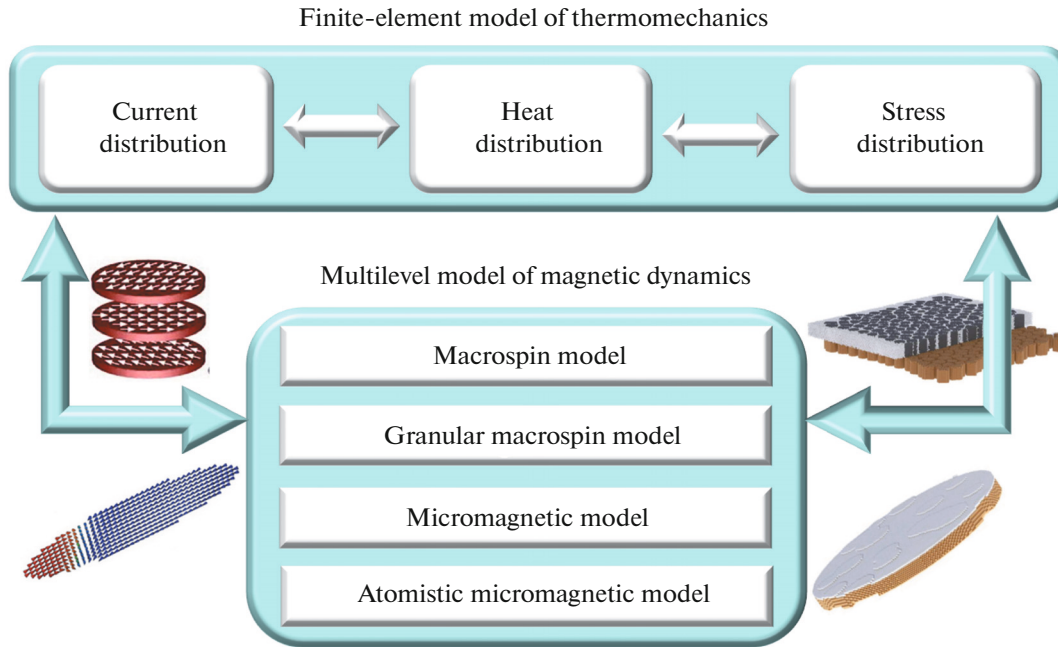 Finite-element model of thermomechanics
Current
distribution
Heat
distribution
Stress
distribution
Multilevel model of magnetic dynamics
Macrospin model
Granular macrospin model
Micromagnetic model
Atomistic micromagnetic model